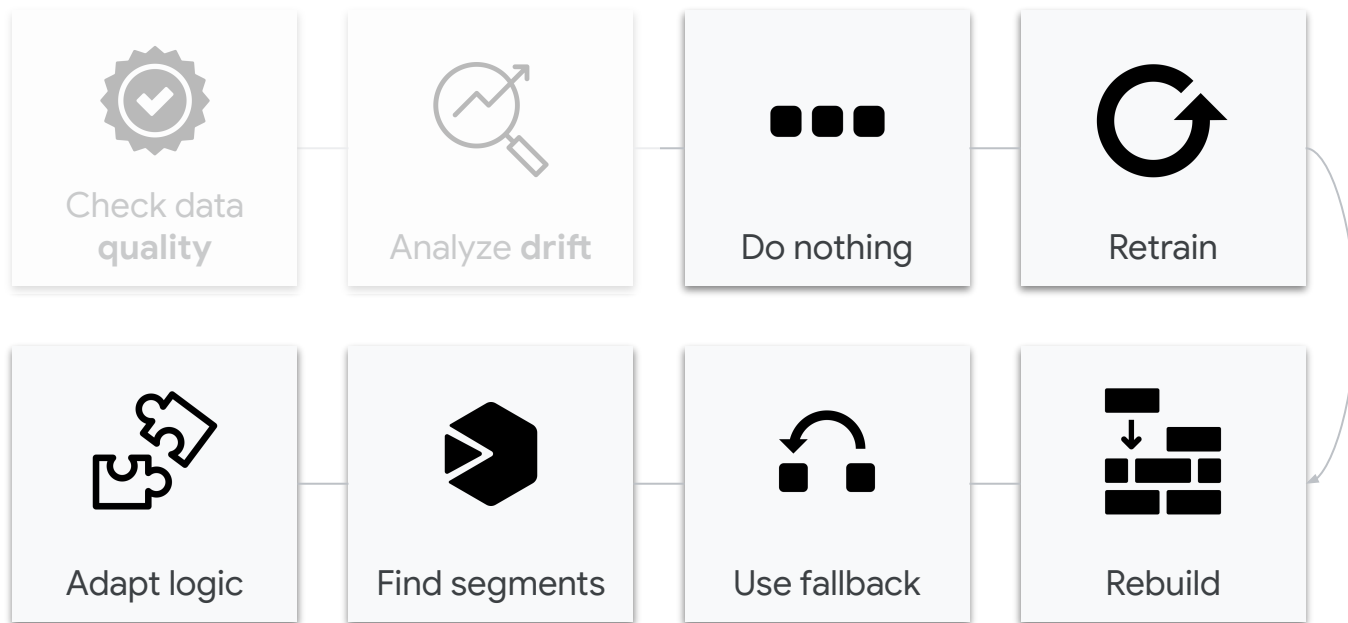 Check data
quality
Analyze drift
Do nothing
Retrain
Adapt logic
Find segments
Use fallback
Rebuild